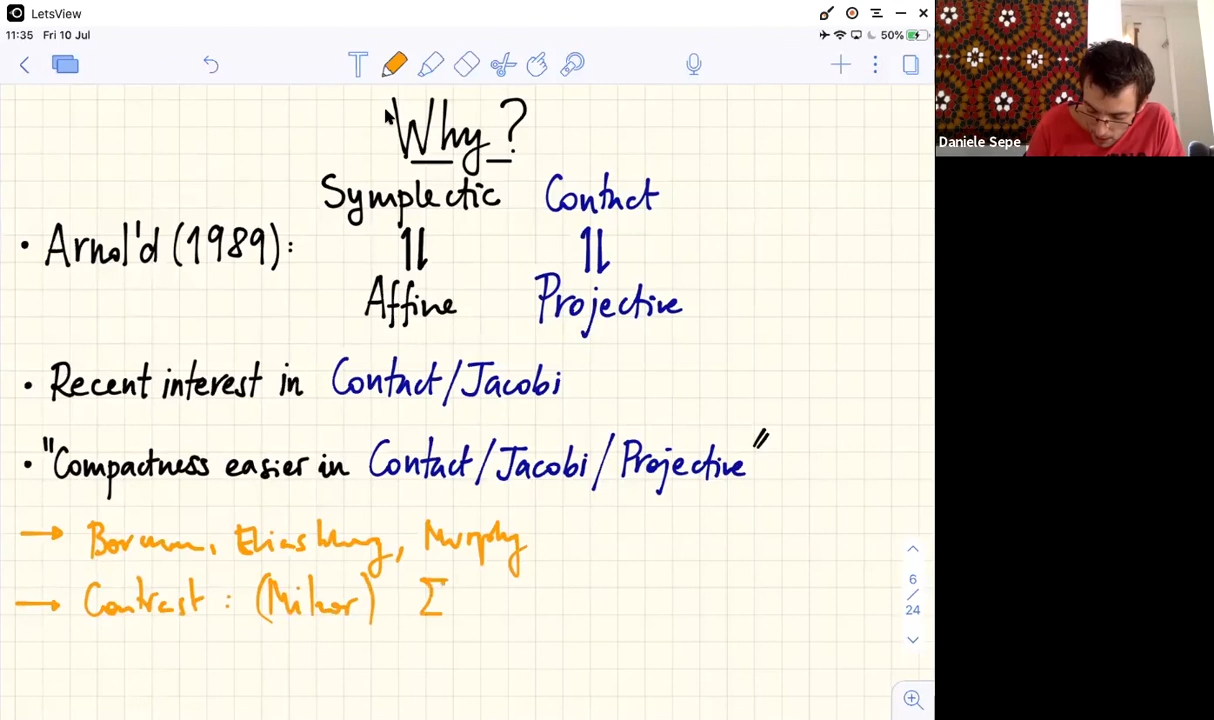 LetsView
11:35 Fri 10 Jul
50%
Daniele Sepe
Why?
Symplectic Contact
• Arnol'd (1989): ⥮ ⥮
Affine Projective
• Recent interest in Contact/Jacobi
• "Compactness easier in Contact/Jacobi/Projective"
→ Borman, Eliashberg, Murphy
→ Contrast: (Milnor) Σ
6
/
24